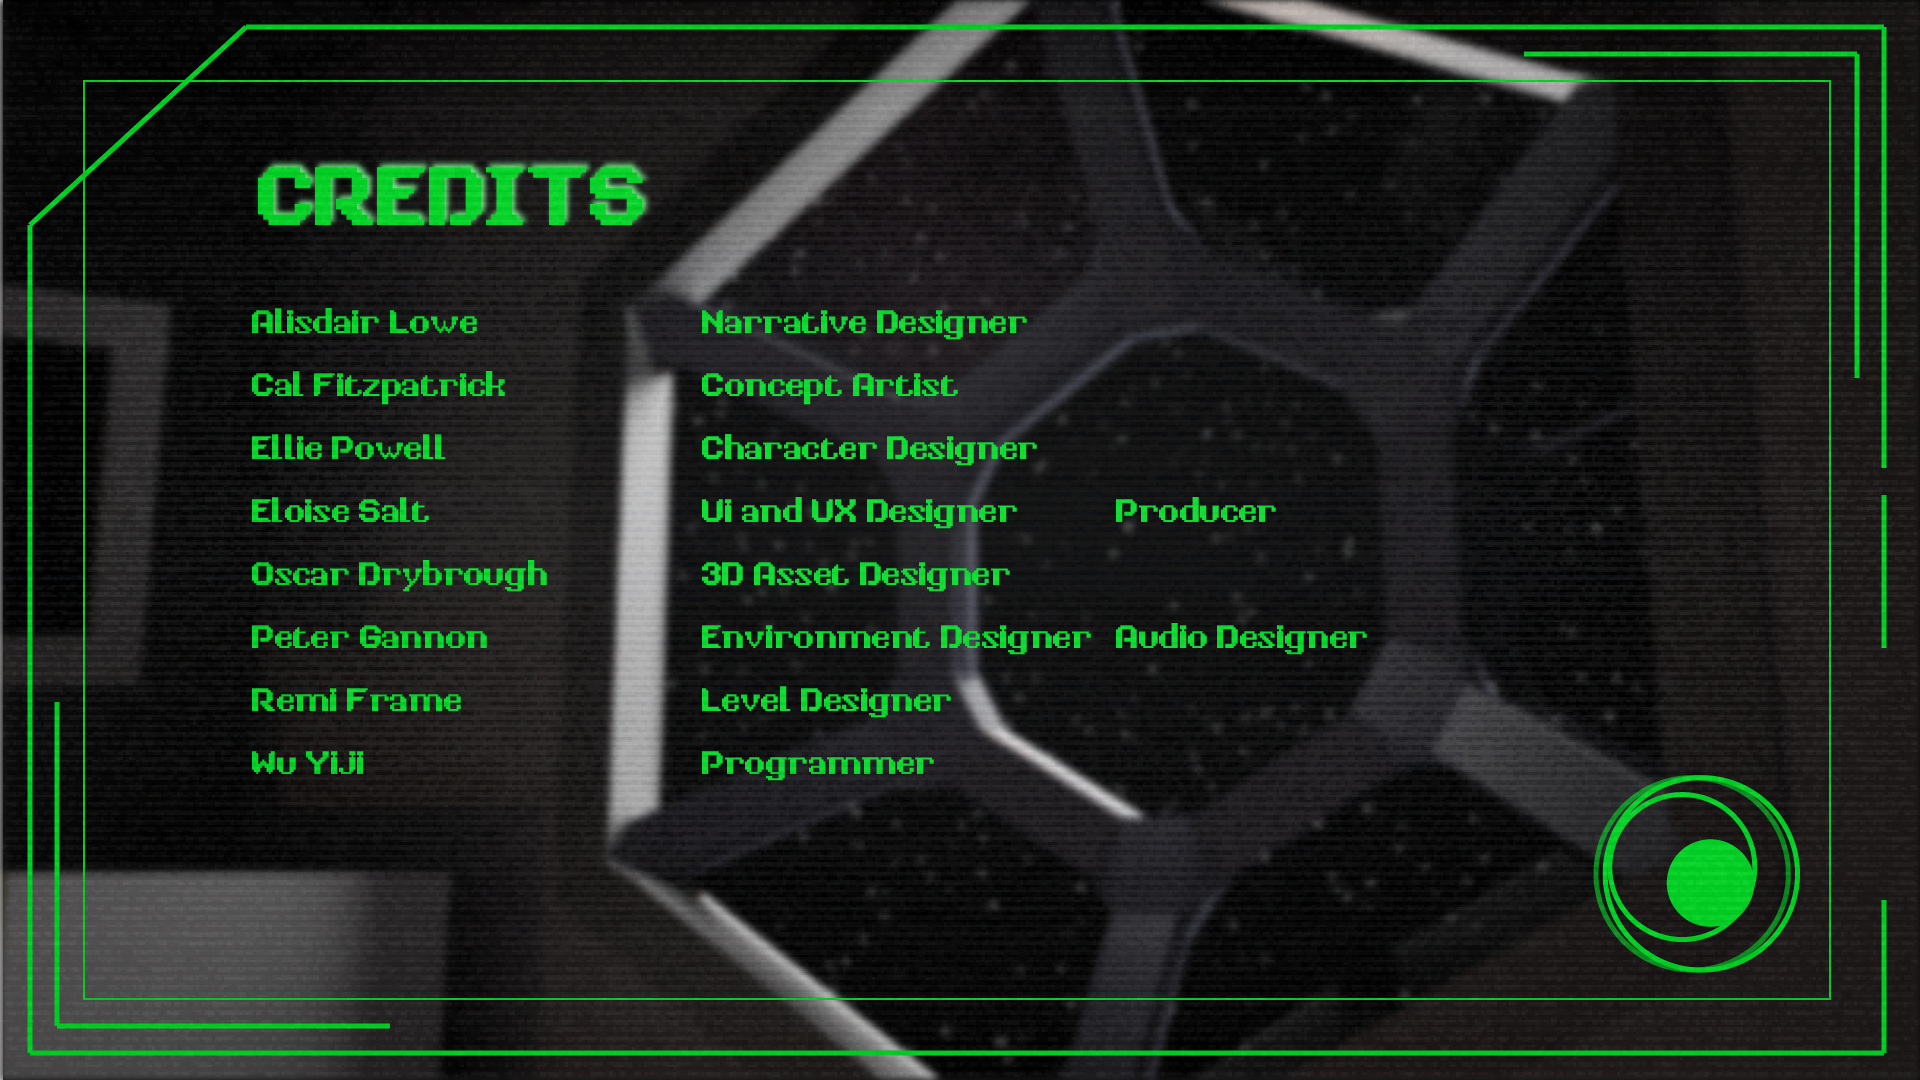 CREDITS
Alisdair Lowe Narrative Designer
Cal Fitzpatrick Concept Artist
Ellie Powell Character Designer
Eloise Salt Ui and UX Designer Producer
Oscar Drybrough 3D Asset Designer
Peter Gannon Environment Designer Audio Designer
Remi Frame Level Designer
Wu YiJi Programmer